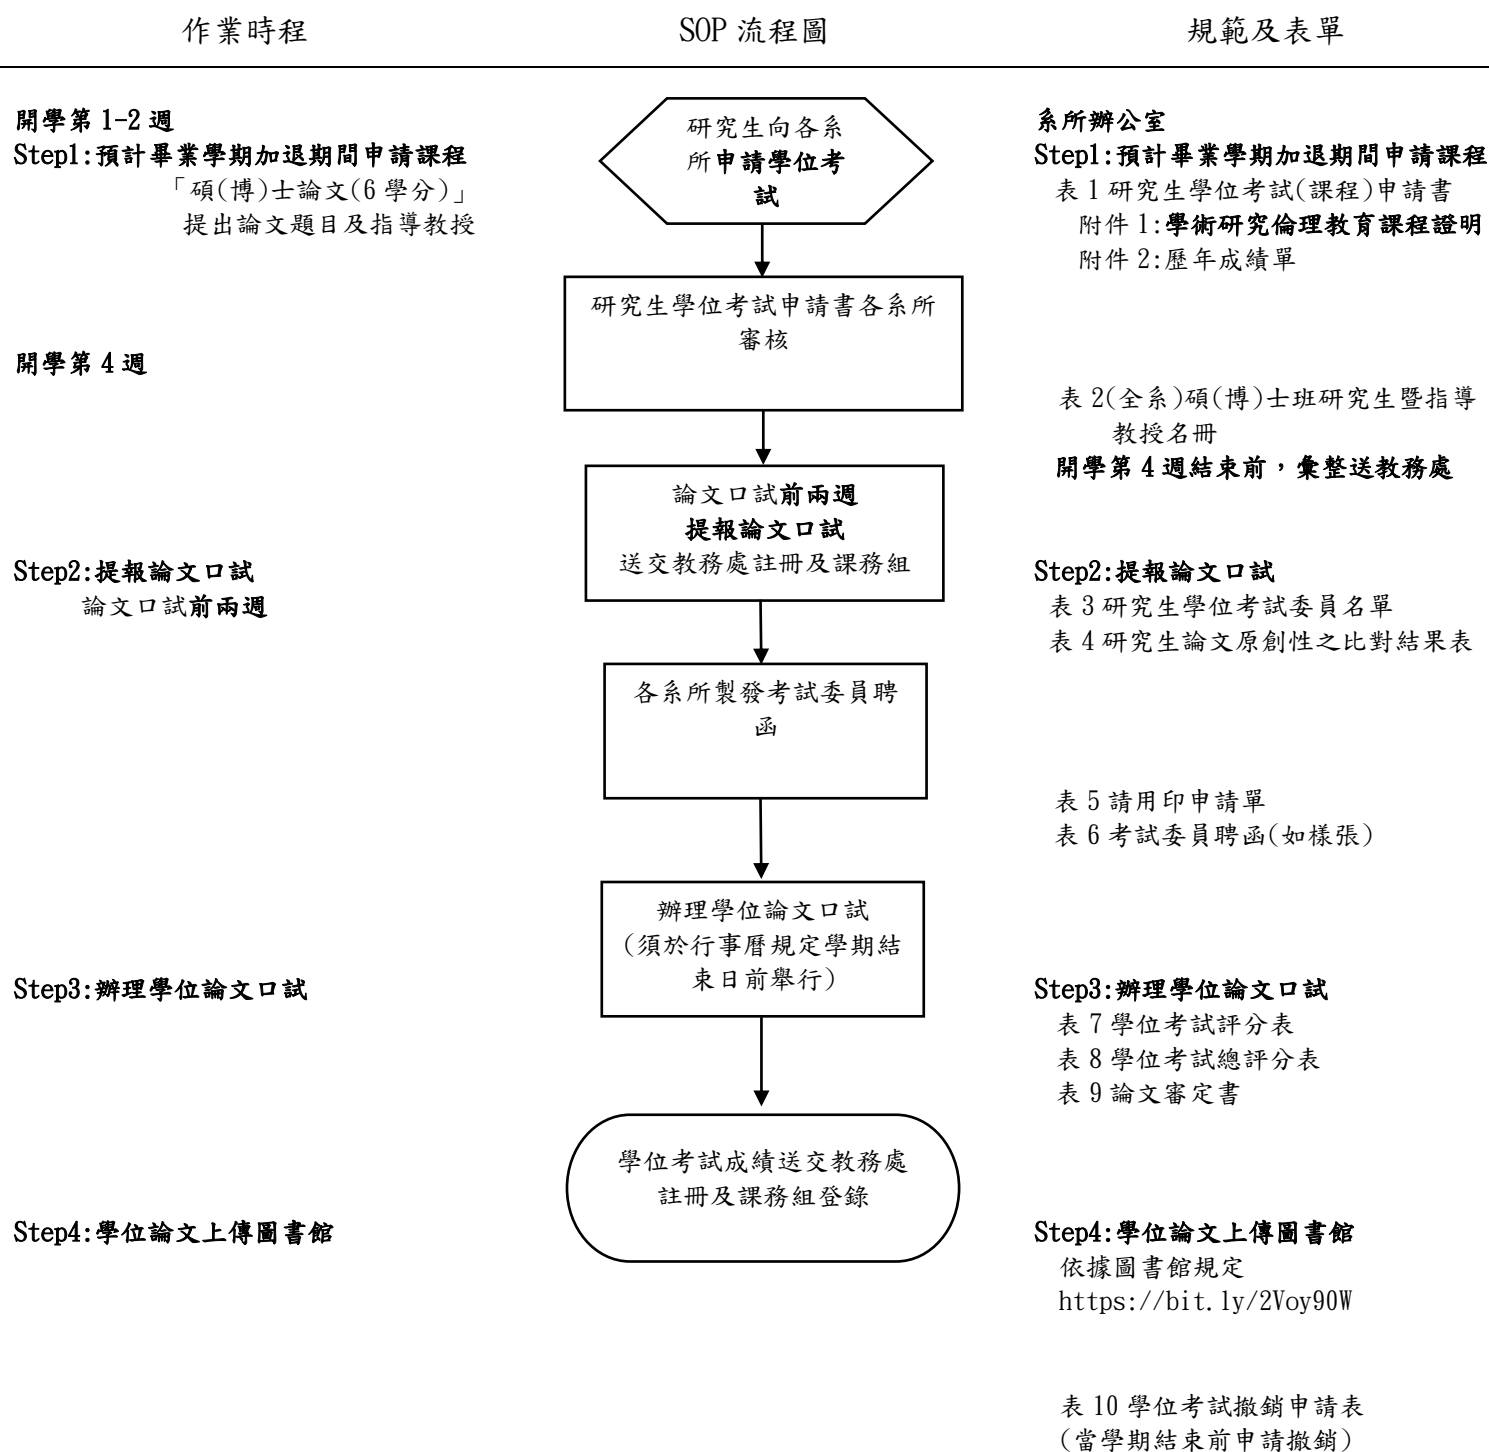 作業時程
SOP 流程圖
規範及表單
開學第 1-2 週
Step1:預計畢業學期加退期間申請課程
「碩(博)士論文(6 學分)」
提出論文題目及指導教授
開學第 4 週
Step2:提報論文口試
論文口試前兩週
Step3:辦理學位論文口試
Step4:學位論文上傳圖書館
研究生向各系
所申請學位考
試
研究生學位考試申請書各系所
審核
論文口試前兩週
提報論文口試
送交教務處註冊及課務組
各系所製發考試委員聘
函
辦理學位論文口試
(須於行事曆規定學期結
束日前舉行)
學位考試成績送交教務處
註冊及課務組登錄
系所辦公室
Step1:預計畢業學期加退期間申請課程
表 1 研究生學位考試(課程)申請書
附件 1:學術研究倫理教育課程證明
附件 2:歷年成績單
表 2(全系)碩(博)士班研究生暨指導
教授名冊
開學第 4 週結束前，彙整送教務處
Step2:提報論文口試
表 3 研究生學位考試委員名單
表 4 研究生論文原創性之比對結果表
表 5 請用印申請單
表 6 考試委員聘函(如樣張)
Step3:辦理學位論文口試
表 7 學位考試評分表
表 8 學位考試總評分表
表 9 論文審定書
Step4:學位論文上傳圖書館
依據圖書館規定
https://bit.ly/2Voy90W
表 10 學位考試撤銷申請表
(當學期結束前申請撤銷)